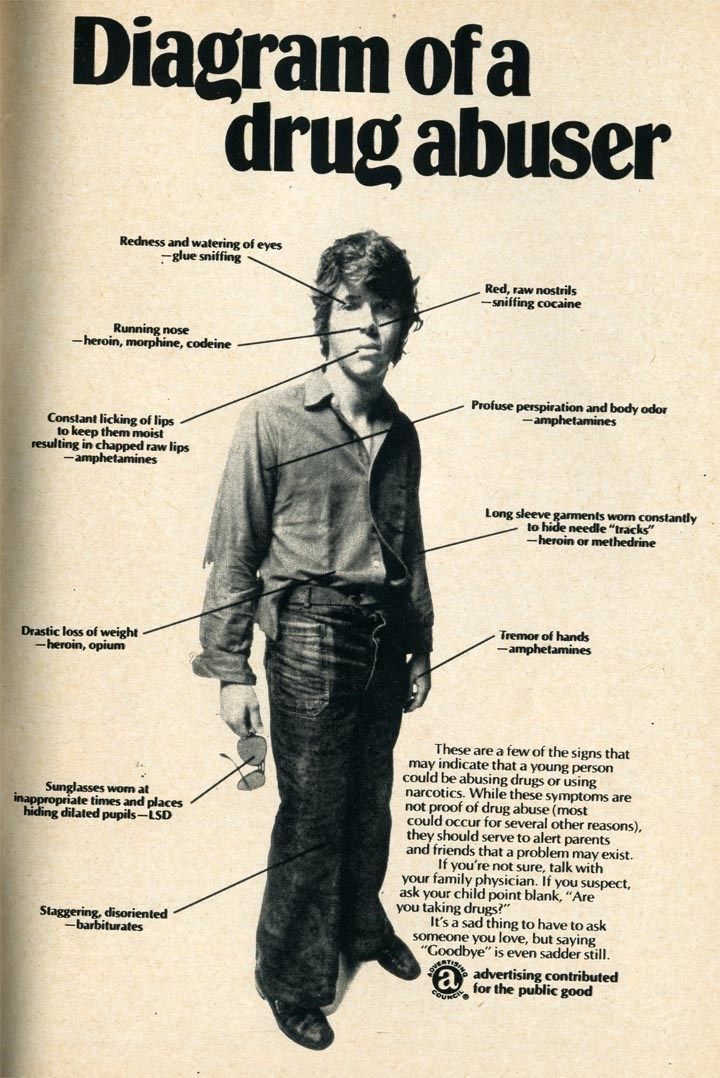 Diagram of a
drug abuser
Redness and watering of eyes
—glue sniffing
Red, raw nostrils
—sniffing cocaine
Running nose
—heroin, morphine, codeine
Constant licking of lips
to keep them moist
resulting in chapped raw lips
—amphetamines
Profuse perspiration and body odor
—amphetamines
Long sleeve garments worn constantly
to hide needle “tracks”
—heroin or methedrine
Drastic loss of weight
—heroin, opium
Tremor of hands
—amphetamines
Sunglasses worn at
inappropriate times and places
hiding dilated pupils—LSD
Staggering, disoriented
—barbiturates
These are a few of the signs that
may indicate that a young person
could be abusing drugs or using
narcotics. While these symptoms are
not proof of drug abuse (most
could occur for several other reasons),
they should serve to alert parents
and friends that a problem may exist.
If you’re not sure, talk with
your family physician. If you suspect,
ask your child point blank, “Are
you taking drugs?”
It’s a sad thing to have to ask
someone you love, but saying
“Goodbye” is even sadder still.
ADVERTISING
a
COUNCIL ®
advertising contributed
for the public good